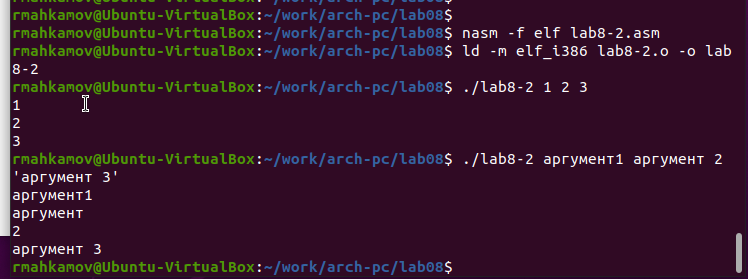 rmahkamov@Ubuntu-VirtualBox:~/work/arch-pc/lab08$
rmahkamov@Ubuntu-VirtualBox:~/work/arch-pc/lab08$ nasm -f elf lab8-2.asm
rmahkamov@Ubuntu-VirtualBox:~/work/arch-pc/lab08$ ld -m elf_i386 lab8-2.o -o lab
8-2
rmahkamov@Ubuntu-VirtualBox:~/work/arch-pc/lab08$ ./lab8-2 1 2 3
1
2
3
rmahkamov@Ubuntu-VirtualBox:~/work/arch-pc/lab08$ ./lab8-2 аргумент1 аргумент 2
'аргумент 3'
аргумент1
аргумент
2
аргумент 3
rmahkamov@Ubuntu-VirtualBox:~/work/arch-pc/lab08$